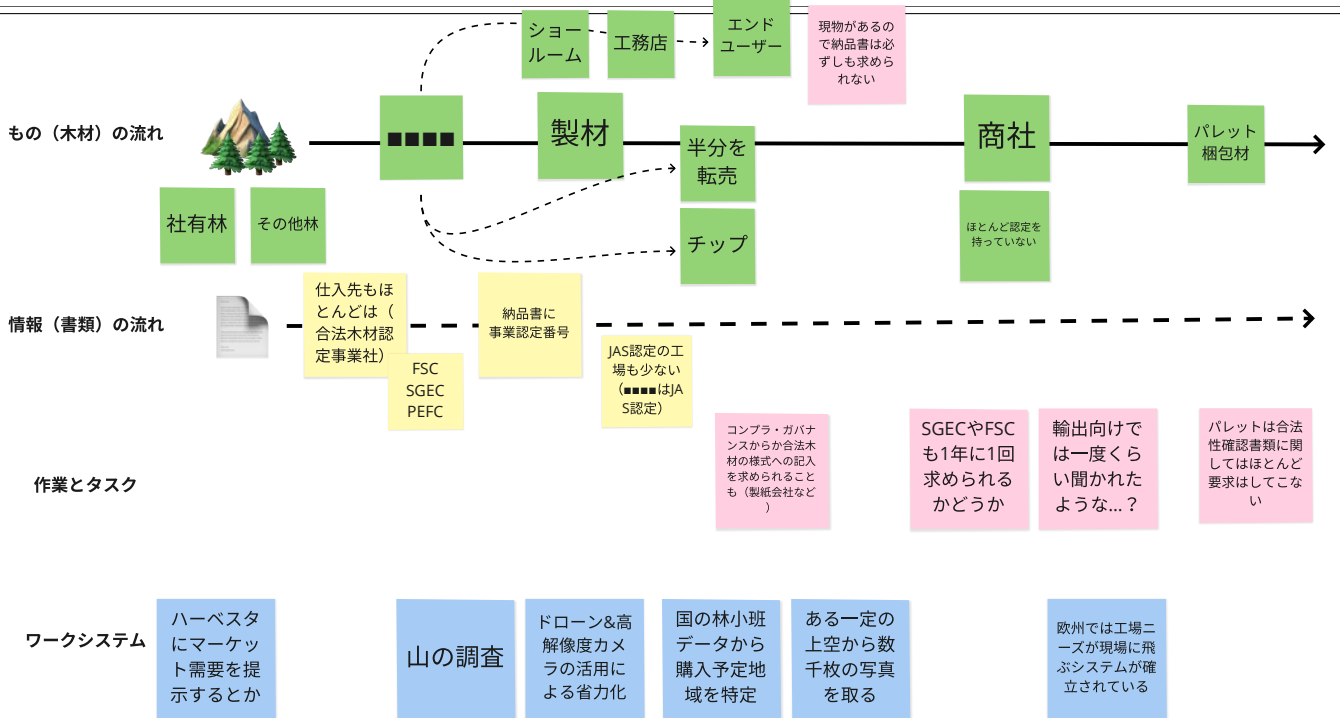 ショー
ルーム
工務店
エンド
ユーザー
現物があるの
で納品書は必
ずしも求めら
れない
もの（木材）の流れ
■■■■
製材
半分を
転売
商社
パレット
梱包材
社有林
その他林
チップ
ほとんど認定を
持っていない
情報（書類）の流れ
仕入先もほ
とんどは（
合法木材認
定事業社）
FSC
SGEC
PEFC
納品書に
事業認定番号
JAS認定の工
場も少ない
（■■■■はJA
S認定）
作業とタスク
コンプラ・ガバナ
ンスからか合法木
材の様式への記入
を求められること
も（製紙会社など
）
SGECやFSC
も1年に1回
求められる
かどうか
輸出向けで
は一度くら
い聞かれた
ような...？
パレットは合法
性確認書類に関
してはほとんど
要求はしてこな
い
ワークシステム
ハーベスタ
にマーケッ
ト需要を提
示するとか
山の調査
ドローン&高
解像度カメ
ラの活用に
よる省力化
国の林小班
データから
購入予定地
域を特定
ある一定の
上空から数
千枚の写真
を取る
欧州では工場ニ
ーズが現場に飛
ぶシステムが確
立されている